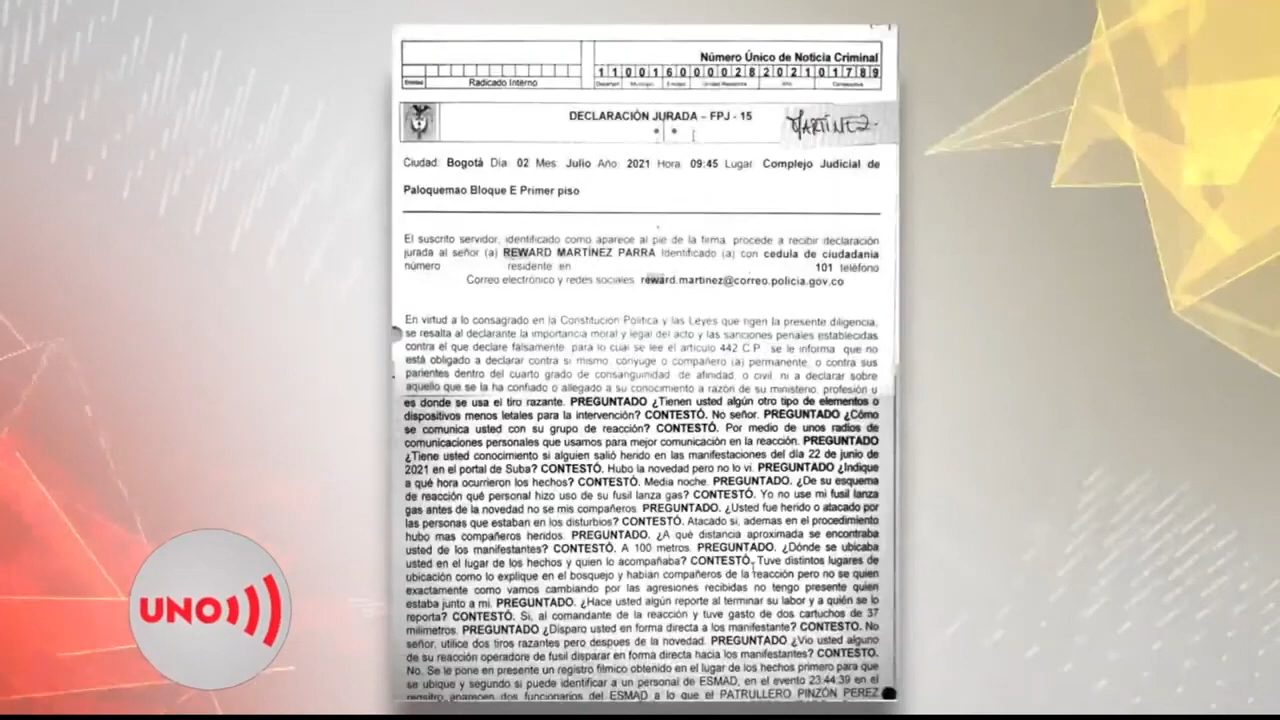 Número Único de Noticia Criminal
1 1 0 0 1 6 0 0 0 0 2 8 2 0 2 1 0 1 7 8 9
Radicado Interno
DECLARACIÓN JURADA – FPJ - 15
MARTÍNEZ
Ciudad: Bogotá Día 02 Mes: Julio Año: 2021 Hora: 09:45 Lugar: Complejo Judicial de
Paloquemao Bloque E Primer piso
El suscrito servidor, identificado como aparece al pie de la firma, procede a recibir declaración
jurada al señor (a) REWARD MARTÍNEZ PARRA Identificado (a) con cedula de ciudadania
número residente en 101 teléfono
Correo electrónico y redes sociales reward.martinez@correo.policia.gov.co
En virtud a lo consagrado en la Constitución Política y las Leyes que rigen la presente diligencia,
se resalta al declarante la importancia moral y legal del acto y las sanciones penales establecidas
contra el que declare falsamente para lo cual se lee el articulo 442 C.P. se le informa que no
está obligado a declarar contra si mismo, conyuge o compañero (a) permanente, o contra sus
parientes dentro del cuarto grado de consanguinidad, de afinidad, o civil ni a declarar sobre
aquello que se la ha confiado o allegado a su conocimiento a razón de su ministerio, profesión u
es donde se usa el tiro razante. PREGUNTADO ¿Tienen usted algún otro tipo de elementos o
dispositivos menos letales para la intervención? CONTESTÓ. No señor. PREGUNTADO ¿Cómo
se comunica usted con su grupo de reacción? CONTESTÓ. Por medio de unos radios de
comunicaciones personales que usamos para mejor comunicación en la reacción. PREGUNTADO
¿Tiene usted conocimiento si alguien salió herido en las manifestaciones del día 22 de junio de
2021 en el portal de Suba? CONTESTÓ. Hubo la novedad pero no lo vi. PREGUNTADO ¿Indique
a qué hora ocurrieron los hechos? CONTESTÓ. Media noche. PREGUNTADO. ¿De su esquema
de reacción qué personal hizo uso de su fusil lanza gas? CONTESTÓ. Yo no use mi fusil lanza
gas antes de la novedad no se mis compañeros. PREGUNTADO. ¿Usted fue herido o atacado por
las personas que estaban en los disturbios? CONTESTÓ. Atacado si, ademas en el procedimiento
hubo mas compañeros heridos. PREGUNTADO. ¿A qué distancia aproximada se encontraba
usted de los manifestantes? CONTESTÓ. A 100 metros. PREGUNTADO. ¿Dónde se ubicaba
usted en el lugar de los hechos y quien lo acompañaba? CONTESTÓ. Tuve distintos lugares de
ubicación como lo explique en el bosquejo y habían compañeros de la reacción pero no se quien
exactamente como vamos cambiando por las agresiones recibidas no tengo presente quien
estaba junto a mi. PREGUNTADO. ¿Hace usted algún reporte al terminar su labor y a quién se lo
reporta? CONTESTÓ. Si, al comandante de la reacción y tuve gasto de dos cartuchos de 37
milimetros. PREGUNTADO ¿Disparo usted en forma directa a los manifestante? CONTESTO. No
señor, utilice dos tiros razantes pero despues de la novedad. PREGUNTADO ¿Vio usted alguno
de su reacción operadore de fusil disparar en forma directa hacia los manifestantes? CONTESTÓ.
No. Se le pone en presente un registro fílmico obtenido en el lugar de los hechos primero para que
se ubique y segundo si puede identificar a un personal de ESMAD, en el evento 23:44:39 en el
registro aparecen dos funcionarios del ESMAD a lo que el PATRULLERO PINZÓN PEREZ
UNO